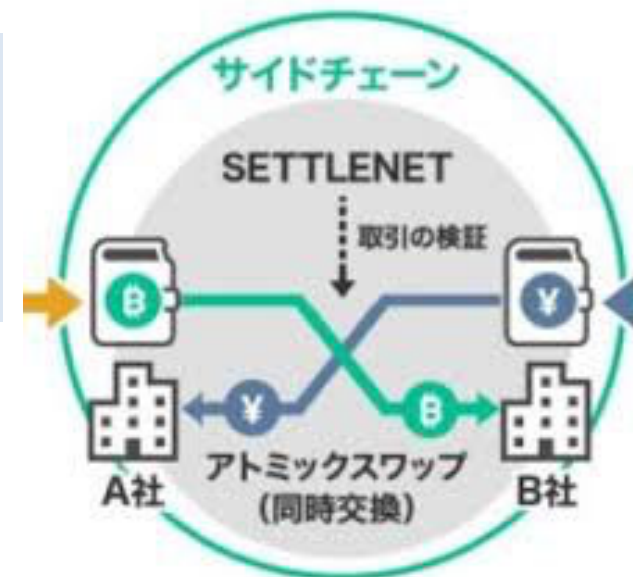 サイドチェーン
SETTLENET
取引の検証
₿
¥
¥
₿
アトミックスワップ
(同時交換)
A社
B社